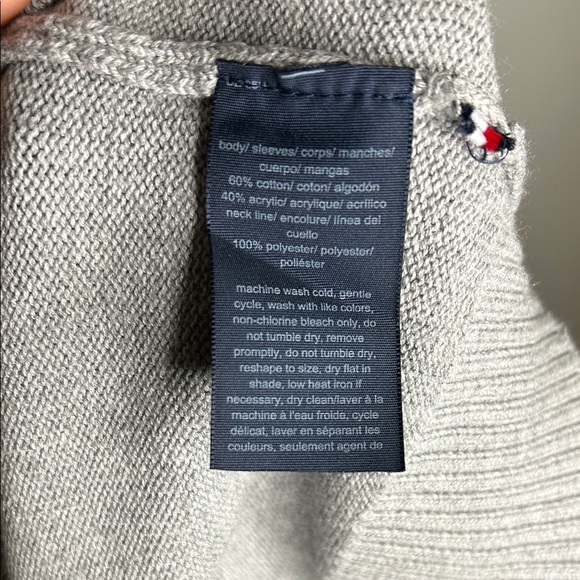 body/ sleeves/ corps/ manches/
cuerpo/ mangas
60% cotton/ coton/ algodón
40% acrylic/ acrylique/ acrílico
neck line/ encolure/ línea del
cuello
100% polyester/ polyester/
poliéster
machine wash cold, gentle
cycle, wash with like colors,
non-chlorine bleach only, do
not tumble dry, remove
promptly, do not tumble dry,
reshape to size, dry flat in
shade, low heat iron if
necessary, dry clean/laver à la
machine à l'eau froide, cycle
délicat, laver en séparant les
couleurs, seulement agent de